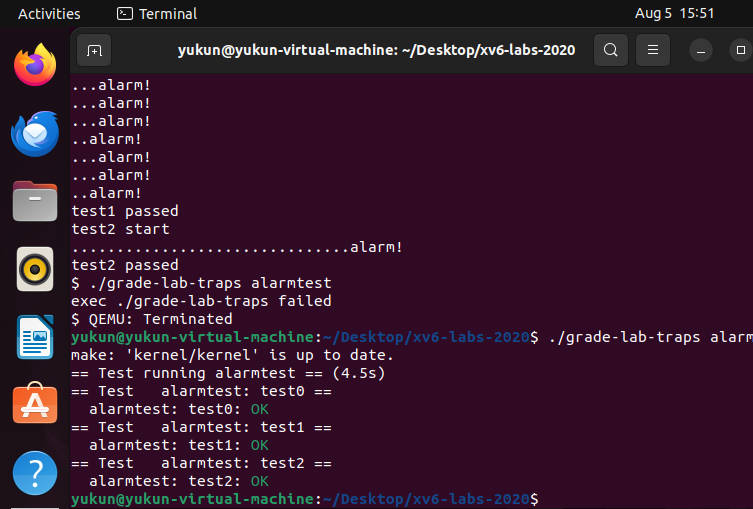 Activities
Terminal
Aug 5 15:51
yukun@yukun-virtual-machine: ~/Desktop/xv6-labs-2020
...alarm!
...alarm!
...alarm!
..alarm!
...alarm!
...alarm!
..alarm!
test1 passed
test2 start
...............................alarm!
test2 passed
$ ./grade-lab-traps alarmtest
exec ./grade-lab-traps failed
$ QEMU: Terminated
yukun@yukun-virtual-machine:~/Desktop/xv6-labs-2020$ ./grade-lab-traps alarm
make: 'kernel/kernel' is up to date.
== Test running alarmtest == (4.5s)
== Test   alarmtest: test0 ==
  alarmtest: test0: OK
== Test   alarmtest: test1 ==
  alarmtest: test1: OK
== Test   alarmtest: test2 ==
  alarmtest: test2: OK
yukun@yukun-virtual-machine:~/Desktop/xv6-labs-2020$